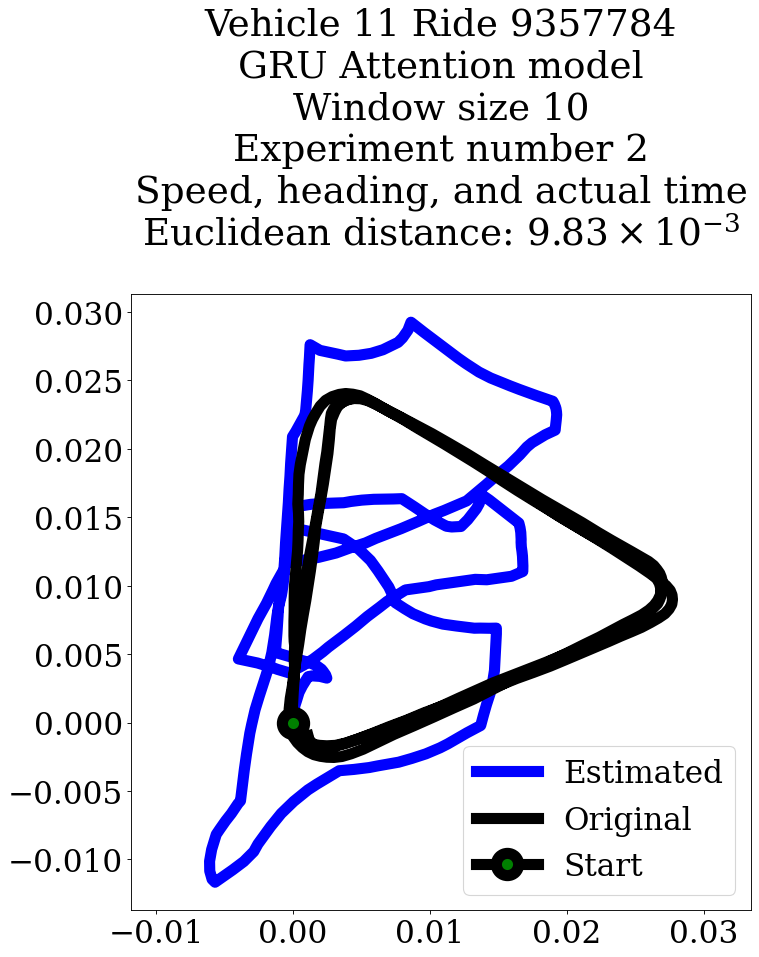 Vehicle 11 Ride 9357784
GRU Attention model
Window size 10
Experiment number 2
Speed, heading, and actual time
Euclidean distance: 9.83 × 10⁻³
0.030
0.025
0.020
0.015
0.010
0.005
0.000
−0.005
−0.010
Estimated
Original
Start
−0.01 0.00 0.01 0.02 0.03